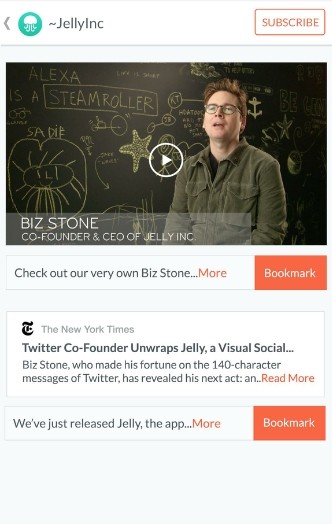 ~JellyInc
SUBSCRIBE
ALEXA
IS A STEAMROLLER
LIFE IS SHORT
SADIE
BIZ STONE
CO-FOUNDER & CEO OF JELLY INC.
Check out our very own Biz Stone...More
Bookmark
The New York Times
Twitter Co-Founder Unwraps Jelly, a Visual Social...
Biz Stone, who made his fortune on the 140-character
messages of Twitter, has revealed his next act: an..Read More
We've just released Jelly, the app...More
Bookmark